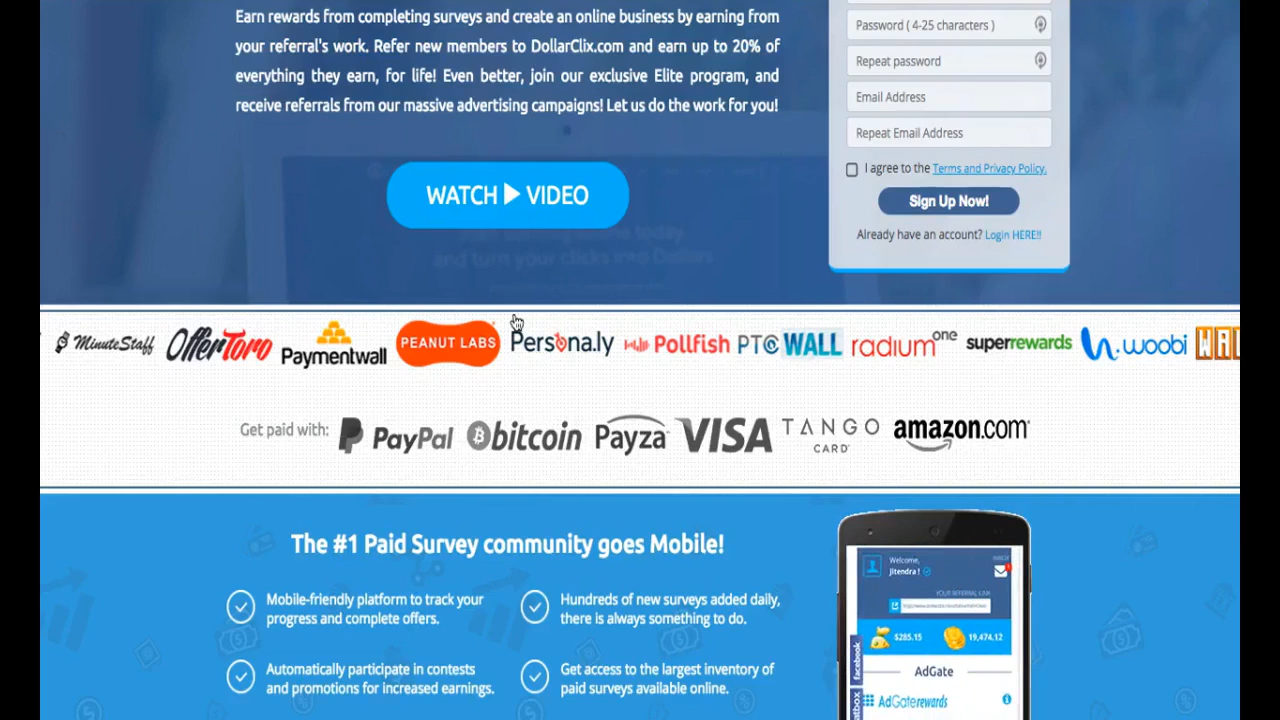 Earn rewards from completing surveys and create an online business by earning from
your referral's work. Refer new members to DollarClix.com and earn up to 20% of
everything they earn, for life! Even better, join our exclusive Elite program, and
receive referrals from our massive advertising campaigns! Let us do the work for you!
WATCH VIDEO
Password ( 4-25 characters )
Repeat password
Email Address
Repeat Email Address
I agree to the Terms and Privacy Policy.
Sign Up Now!
Already have an account? Login HERE!!
MinuteStaff OfferToro Paymentwall PEANUT LABS Persona.ly Pollfish PTC WALL radiumone superrewards woobi
Get paid with: PayPal bitcoin Payza VISA TANGO CARD amazon.com
The #1 Paid Survey community goes Mobile!
Mobile-friendly platform to track your
progress and complete offers.
Hundreds of new surveys added daily,
there is always something to do.
Automatically participate in contests
and promotions for increased earnings.
Get access to the largest inventory of
paid surveys available online.
Welcome,
Jitendra !
YOUR REFERRAL LINK
$285.15 19,474.12
facebook
AdGate
AdGaterewards